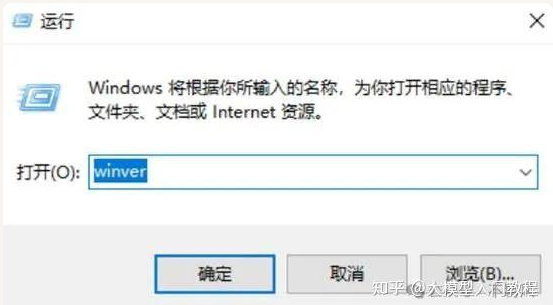 运行
Windows 将根据你所输入的名称，为你打开相应的程序、
文件夹、文档或 Internet 资源。
打开(O):
winver
确定
取消
浏览(B)...
知乎 @大模型入门教程